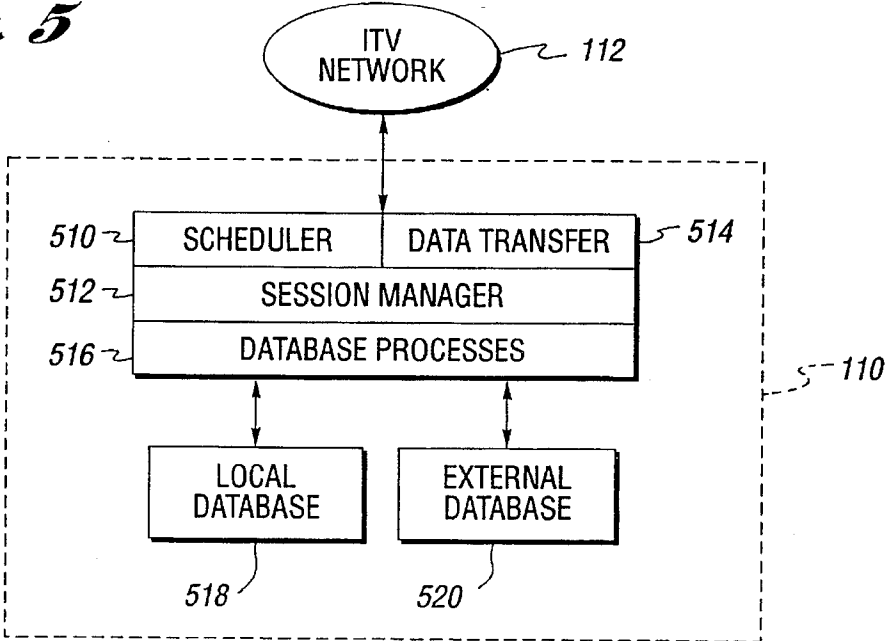 5
ITV
NETWORK
112
510
SCHEDULER
DATA TRANSFER
514
512
SESSION MANAGER
516
DATABASE PROCESSES
110
LOCAL
DATABASE
EXTERNAL
DATABASE
518
520